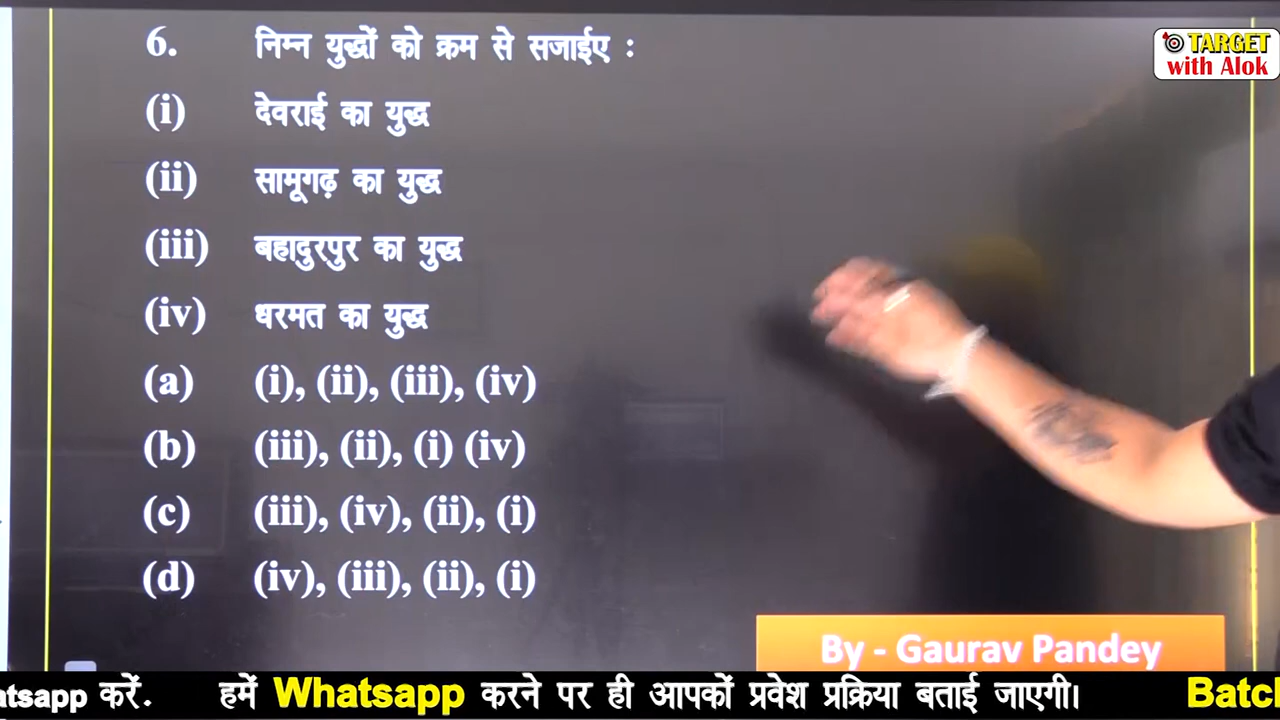 TARGET
with Alok
6. निम्न युद्धों को क्रम से सजाईए :
(i) देवराई का युद्ध
(ii) सामूगढ़ का युद्ध
(iii) बहादुरपुर का युद्ध
(iv) धरमत का युद्ध
(a) (i), (ii), (iii), (iv)
(b) (iii), (ii), (i) (iv)
(c) (iii), (iv), (ii), (i)
(d) (iv), (iii), (ii), (i)
By - Gaurav Pandey
atsapp करें. हमें Whatsapp करने पर ही आपकों प्रवेश प्रक्रिया बताई जाएगी। Batch